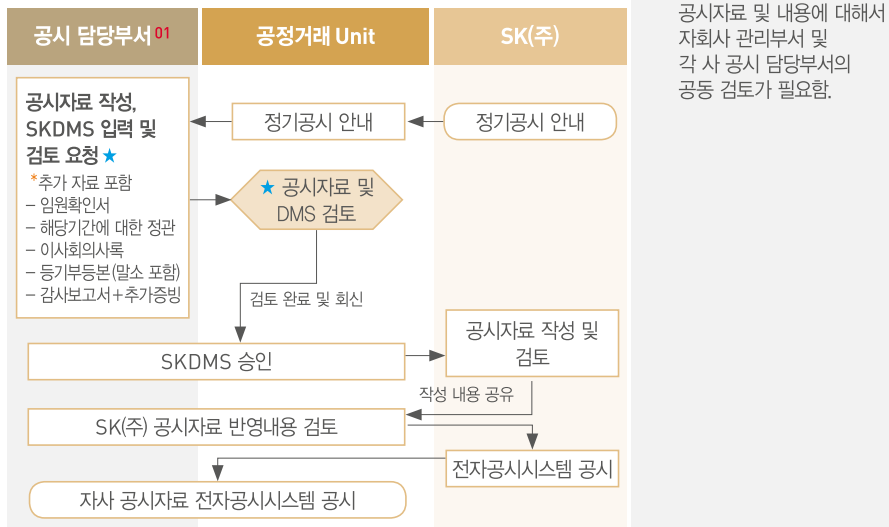 공시 담당부서 01
공정거래 Unit
SK(주)
공시자료 작성,
SKDMS 입력 및
검토 요청 ★
*추가 자료 포함
– 임원확인서
– 해당기간에 대한 정관
– 이사회의사록
– 등기부등본(말소 포함)
– 감사보고서+추가증빙
정기공시 안내
정기공시 안내
★ 공시자료 및
DMS 검토
검토 완료 및 회신
SKDMS 승인
공시자료 작성 및
검토
작성 내용 공유
SK(주) 공시자료 반영내용 검토
전자공시시스템 공시
자사 공시자료 전자공시시스템 공시
공시자료 및 내용에 대해서
자회사 관리부서 및
각 사 공시 담당부서의
공동 검토가 필요함.